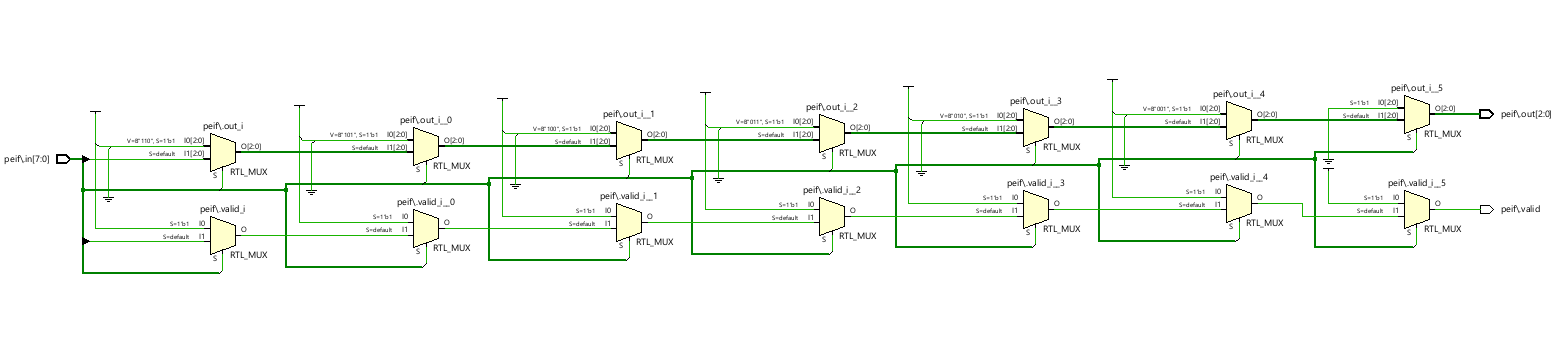 peif\.in[7:0]
peif\.out_i
V=B"110", S=1'b1 I0[2:0]
S=default I1[2:0]
O[2:0]
S
RTL_MUX
peif\.valid_i
S=1'b1 I0
S=default I1
O
S
RTL_MUX
peif\.out_i__0
V=B"101", S=1'b1 I0[2:0]
S=default I1[2:0]
O[2:0]
S
RTL_MUX
peif\.valid_i__0
S=1'b1 I0
S=default I1
O
S
RTL_MUX
peif\.out_i__1
V=B"100", S=1'b1 I0[2:0]
S=default I1[2:0]
O[2:0]
S
RTL_MUX
peif\.valid_i__1
S=1'b1 I0
S=default I1
O
S
RTL_MUX
peif\.out_i__2
V=B"011", S=1'b1 I0[2:0]
S=default I1[2:0]
O[2:0]
S
RTL_MUX
peif\.valid_i__2
S=1'b1 I0
S=default I1
O
S
RTL_MUX
peif\.out_i__3
V=B"010", S=1'b1 I0[2:0]
S=default I1[2:0]
O[2:0]
S
RTL_MUX
peif\.valid_i__3
S=1'b1 I0
S=default I1
O
S
RTL_MUX
peif\.out_i__4
V=B"001", S=1'b1 I0[2:0]
S=default I1[2:0]
O[2:0]
S
RTL_MUX
peif\.valid_i__4
S=1'b1 I0
S=default I1
O
S
RTL_MUX
peif\.out_i__5
S=1'b1 I0[2:0]
S=default I1[2:0]
O[2:0]
S
RTL_MUX
peif\.valid_i__5
S=1'b1 I0
S=default I1
O
S
RTL_MUX
peif\.out[2:0]
peif\.valid